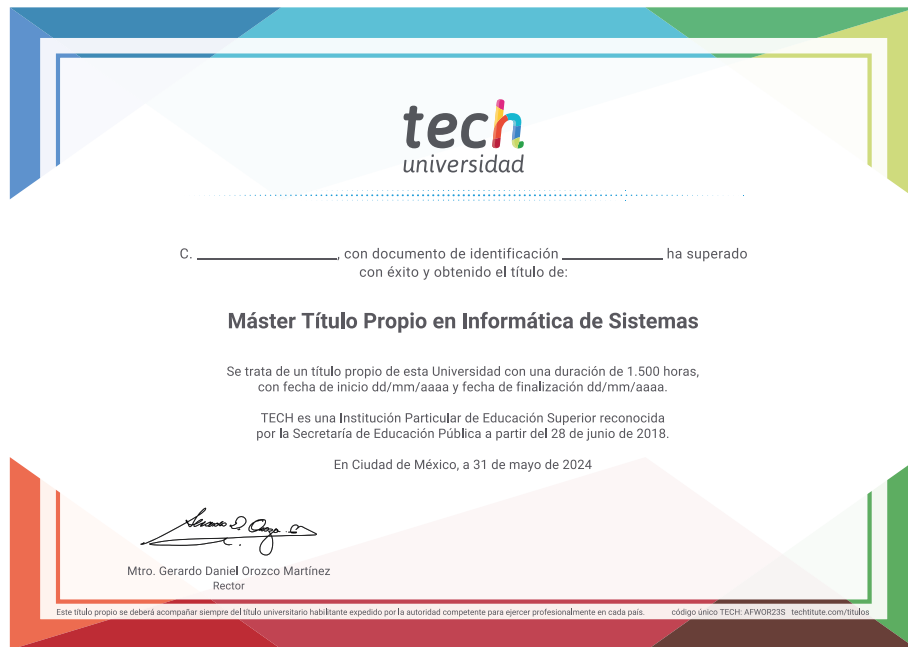 tech
universidad
C. ____________________, con documento de identificación ______________ ha superado
con éxito y obtenido el título de:
Máster Título Propio en Informática de Sistemas
Se trata de un título propio de esta Universidad con una duración de 1.500 horas,
con fecha de inicio dd/mm/aaaa y fecha de finalización dd/mm/aaaa.
TECH es una Institución Particular de Educación Superior reconocida
por la Secretaría de Educación Pública a partir del 28 de junio de 2018.
En Ciudad de México, a 31 de mayo de 2024
Mtro. Gerardo Daniel Orozco Martínez
Rector
Este título propio se deberá acompañar siempre del título universitario habilitante expedido por la autoridad competente para ejercer profesionalmente en cada país. código único TECH: AFWOR23S techtitute.com/titulos